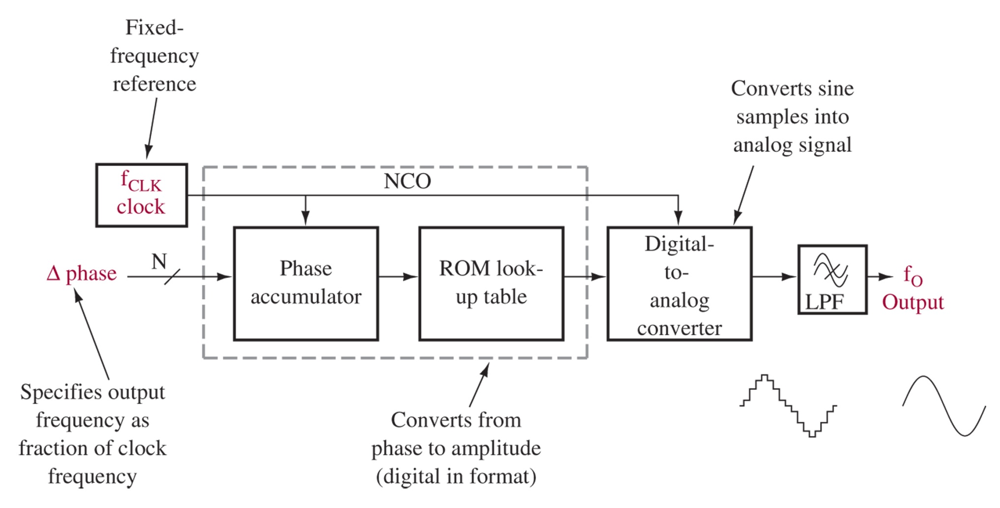 Fixed-
frequency
reference
Converts sine
samples into
analog signal
f_CLK
clock
NCO
Δ phase
N
Phase
accumulator
ROM look-
up table
Digital-
to-
analog
converter
LPF
f_O
Output
Specifies output
frequency as
fraction of clock
frequency
Converts from
phase to amplitude
(digital in format)